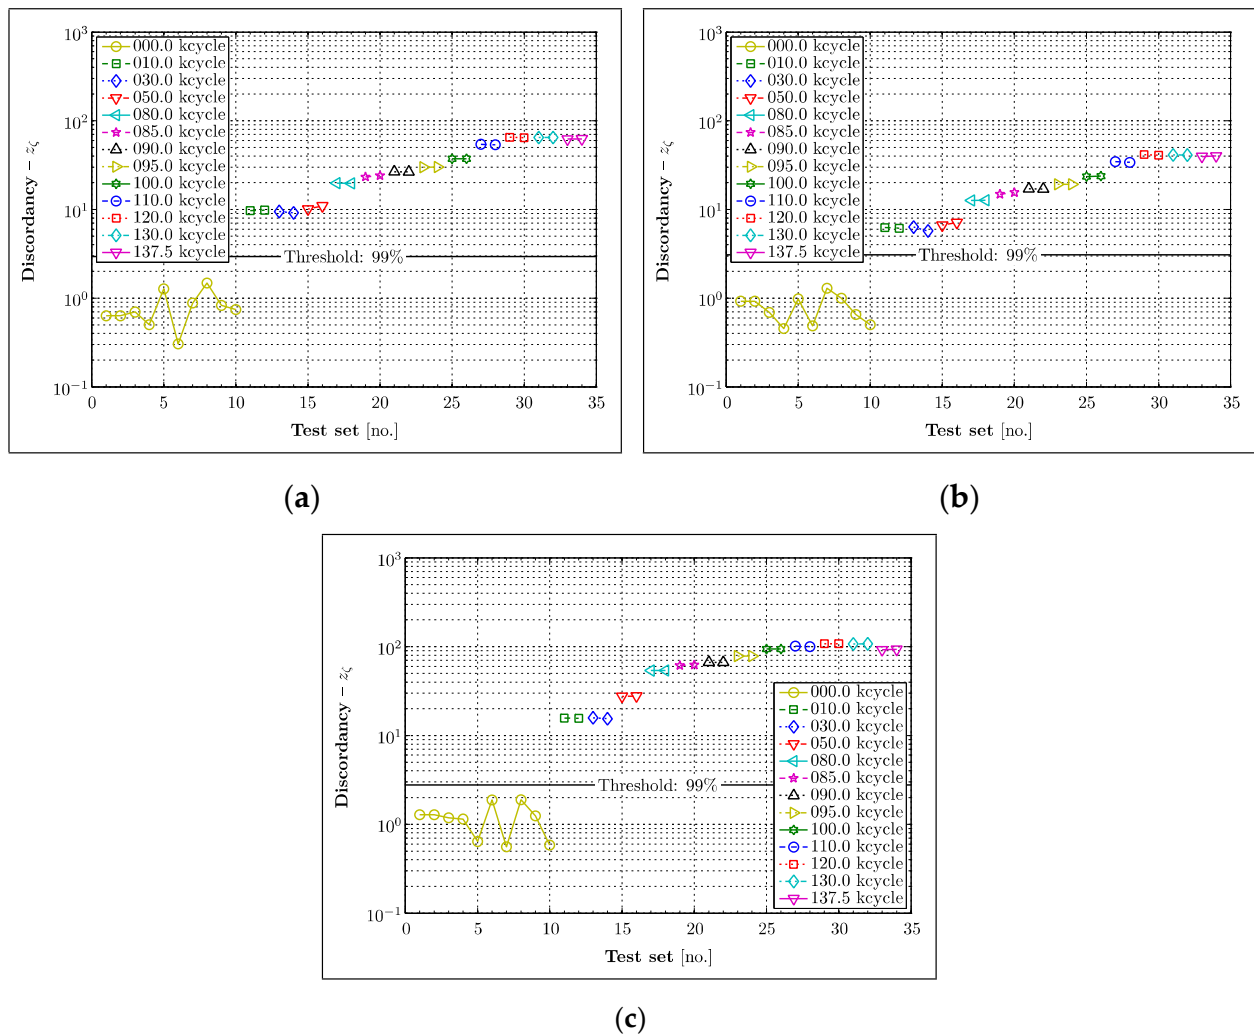 10³
10²
10¹
10⁰
10⁻¹
Discordancy – z_ζ
000.0 kcycle
010.0 kcycle
030.0 kcycle
050.0 kcycle
080.0 kcycle
085.0 kcycle
090.0 kcycle
095.0 kcycle
100.0 kcycle
110.0 kcycle
120.0 kcycle
130.0 kcycle
137.5 kcycle
Threshold: 99%
0 5 10 15 20 25 30 35
Test set [no.]
(a)
10³
10²
10¹
10⁰
10⁻¹
Discordancy – z_ζ
000.0 kcycle
010.0 kcycle
030.0 kcycle
050.0 kcycle
080.0 kcycle
085.0 kcycle
090.0 kcycle
095.0 kcycle
100.0 kcycle
110.0 kcycle
120.0 kcycle
130.0 kcycle
137.5 kcycle
Threshold: 99%
0 5 10 15 20 25 30 35
Test set [no.]
(b)
10³
10²
10¹
10⁰
10⁻¹
Discordancy – z_ζ
Threshold: 99%
000.0 kcycle
010.0 kcycle
030.0 kcycle
050.0 kcycle
080.0 kcycle
085.0 kcycle
090.0 kcycle
095.0 kcycle
100.0 kcycle
110.0 kcycle
120.0 kcycle
130.0 kcycle
137.5 kcycle
0 5 10 15 20 25 30 35
Test set [no.]
(c)